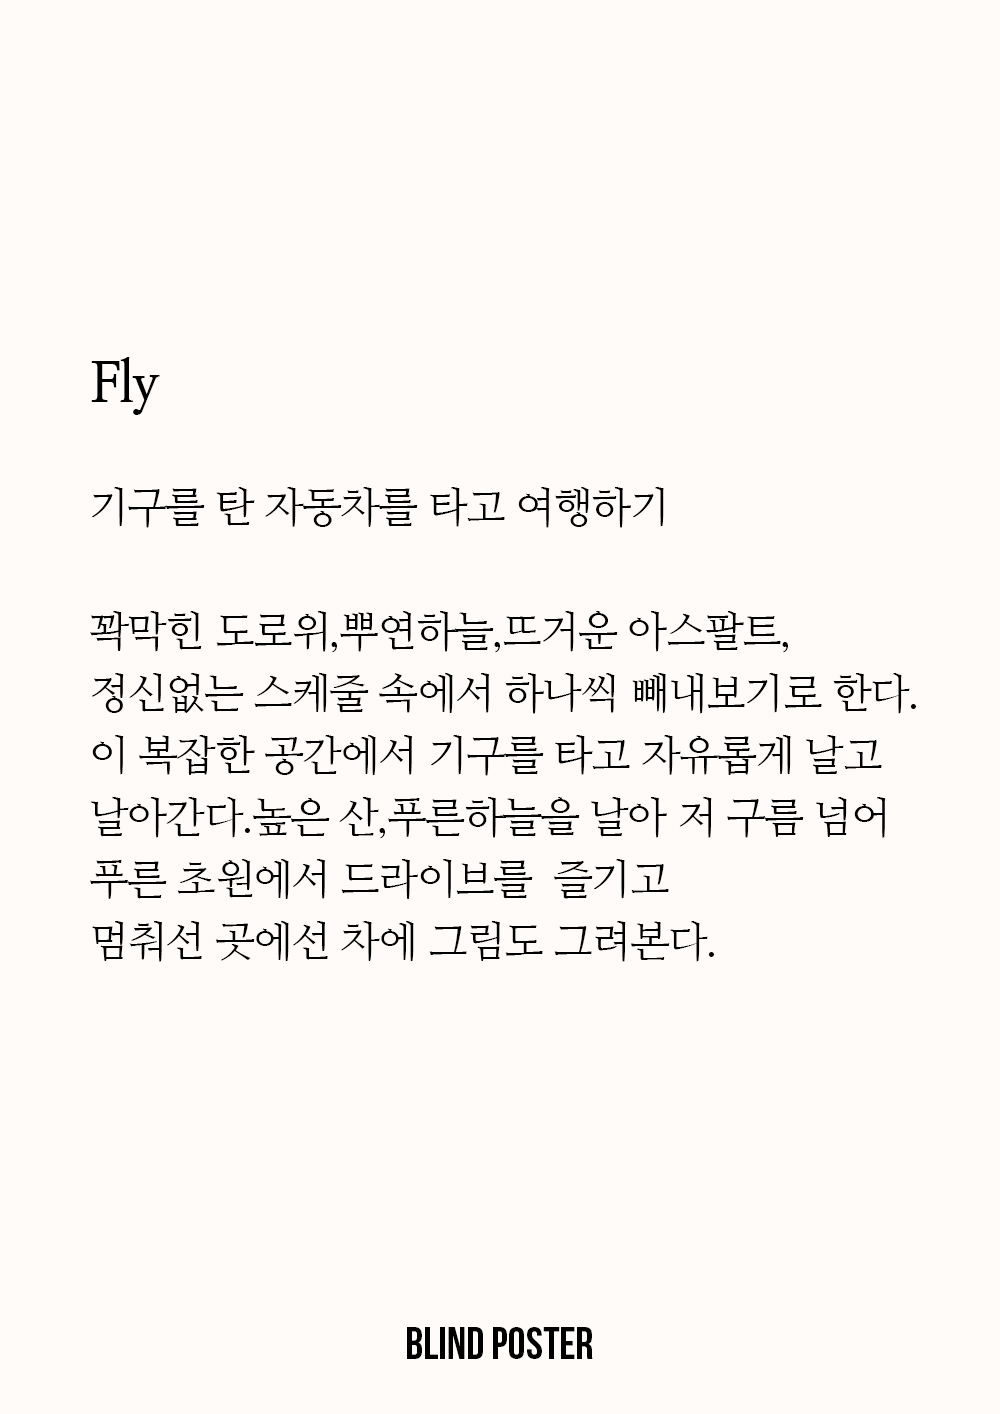 Fly
기구를 탄 자동차를 타고 여행하기
꽉막힌 도로위,뿌연하늘,뜨거운 아스팔트,
정신없는 스케줄 속에서 하나씩 빼내보기로 한다.
이 복잡한 공간에서 기구를 타고 자유롭게 날고
날아간다.높은 산,푸른하늘을 날아 저 구름 넘어
푸른 초원에서 드라이브를 즐기고
멈춰선 곳에선 차에 그림도 그려본다.
BLIND POSTER